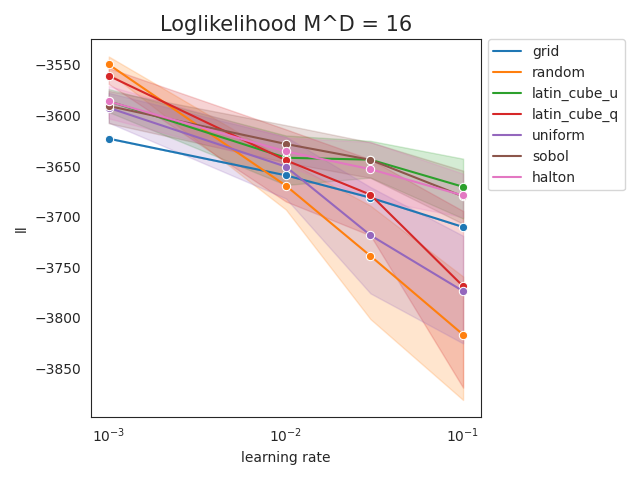 Loglikelihood M^D = 16
−3550
−3600
−3650
−3700
−3750
−3800
−3850
ll
10⁻³
10⁻²
10⁻¹
learning rate
grid
random
latin_cube_u
latin_cube_q
uniform
sobol
halton